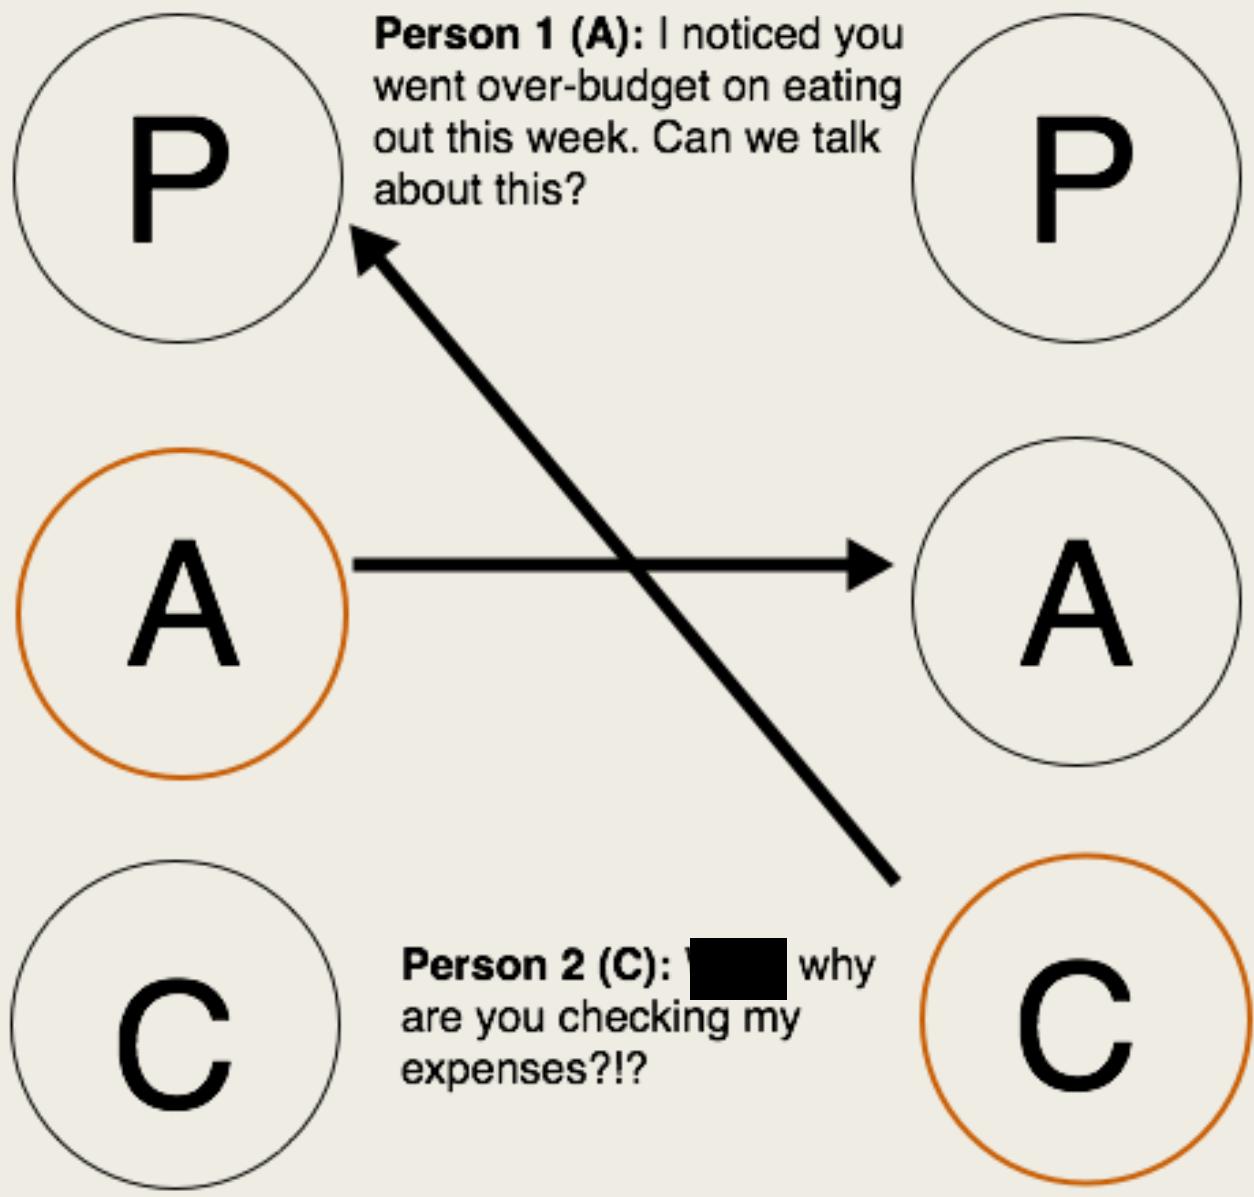 P
Person 1 (A): I noticed you
went over-budget on eating
out this week. Can we talk
about this?
P
A
A
C
Person 2 (C): why
are you checking my
expenses?!?
C